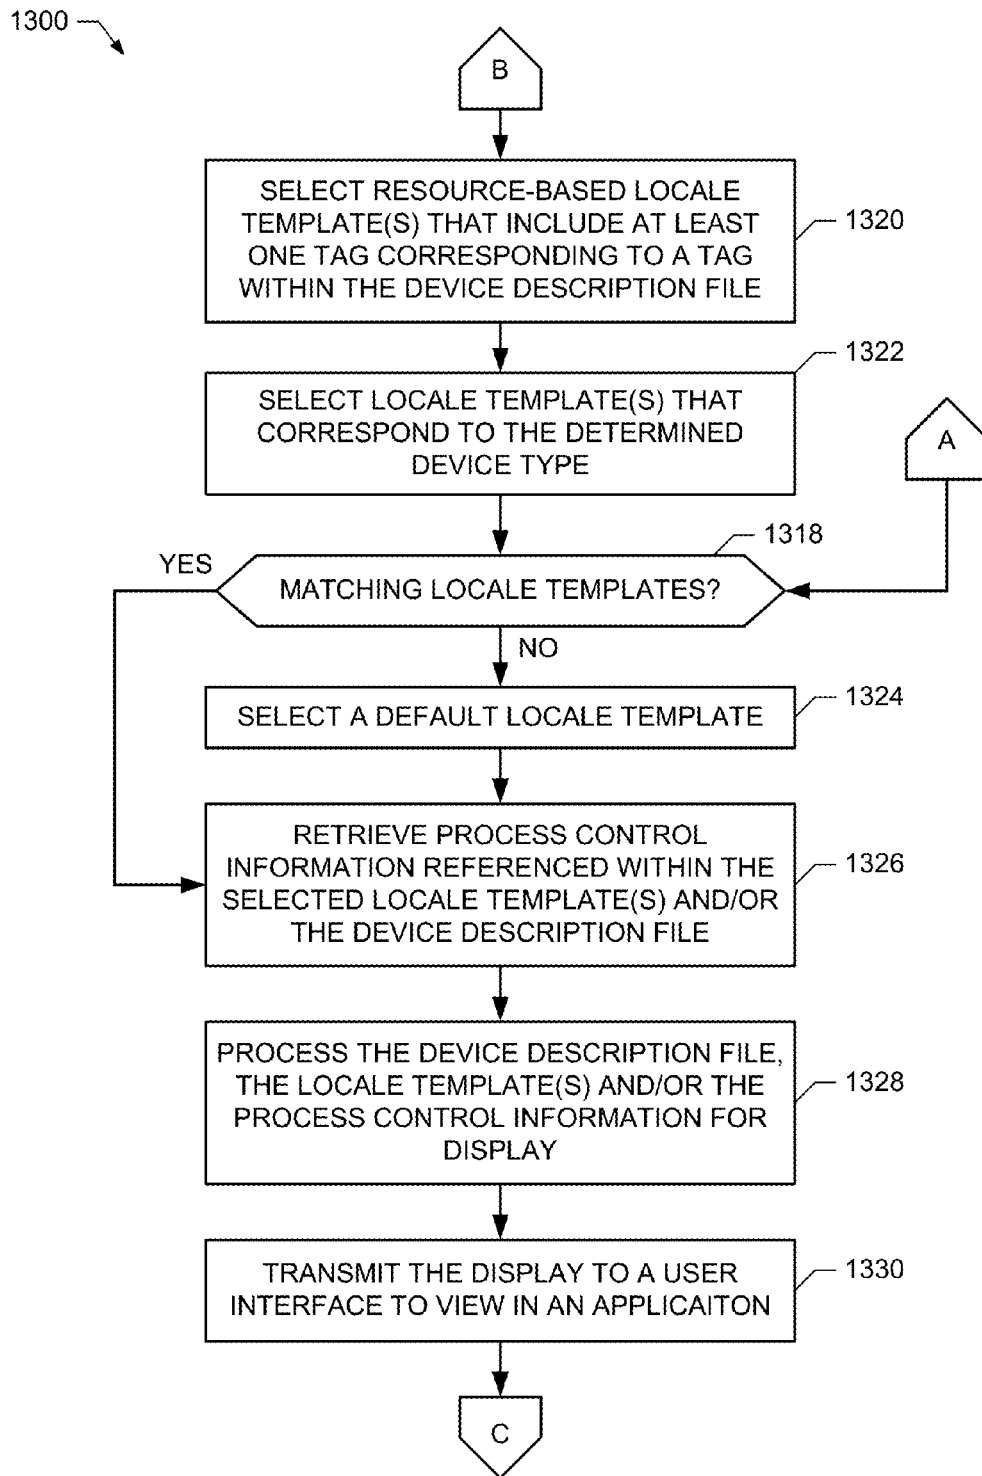 1300
B
SELECT RESOURCE-BASED LOCALE
TEMPLATE(S) THAT INCLUDE AT LEAST
ONE TAG CORRESPONDING TO A TAG
WITHIN THE DEVICE DESCRIPTION FILE
1320
1322
SELECT LOCALE TEMPLATE(S) THAT
CORRESPOND TO THE DETERMINED
DEVICE TYPE
A
1318
YES
MATCHING LOCALE TEMPLATES?
NO
SELECT A DEFAULT LOCALE TEMPLATE
1324
RETRIEVE PROCESS CONTROL
INFORMATION REFERENCED WITHIN THE
SELECTED LOCALE TEMPLATE(S) AND/OR
THE DEVICE DESCRIPTION FILE
1326
PROCESS THE DEVICE DESCRIPTION FILE,
THE LOCALE TEMPLATE(S) AND/OR THE
PROCESS CONTROL INFORMATION FOR
DISPLAY
1328
TRANSMIT THE DISPLAY TO A USER
INTERFACE TO VIEW IN AN APPLICAITON
1330
C